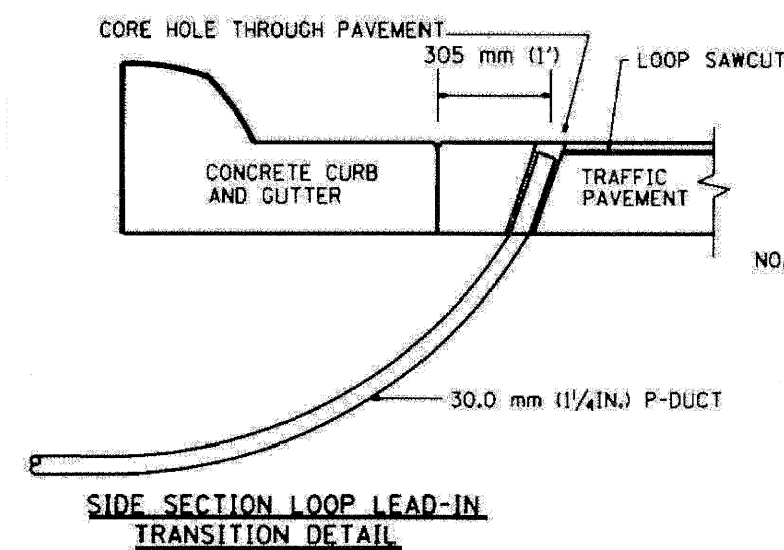 CORE HOLE THROUGH PAVEMENT
305 mm (1')
LOOP SAWCUT
CONCRETE CURB
AND GUTTER
TRAFFIC
PAVEMENT
NO
30.0 mm (1¼IN.) P-DUCT
SIDE SECTION LOOP LEAD-IN
TRANSITION DETAIL